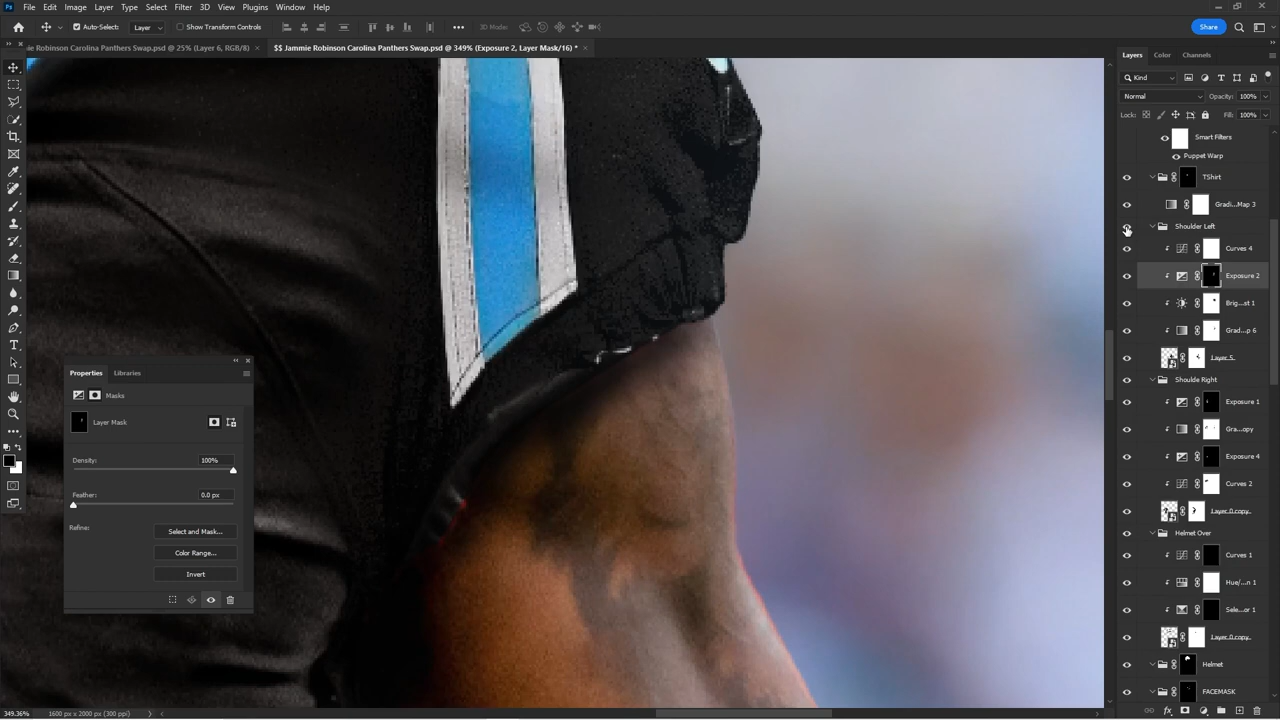 File Edit Image Layer Type Select Filter 3D View Plugins Window Help
Auto-Select: Layer Show Transform Controls 3D Mode: Share
ie Robinson Carolina Panthers Swap.psd @ 25% (Layer 6, RGB/8) × $$ Jammie Robinson Carolina Panthers Swap.psd @ 349% (Exposure 2, Layer Mask/16) * ×
Layers Color Channels
Kind
Normal Opacity: 100%
Lock: Fill: 100%
Smart Filters
Puppet Warp
TShirt
Gradi...Map 3
Shoulder Left
Curves 4
Exposure 2
Brig...st 1
Grad...p 6
Layer 5
Shoulde Right
Exposure 1
Gra...opy
Exposure 4
Curves 2
Layer 0 copy
Helmet Over
Curves 1
Hue/...n 1
Sele...or 1
Layer 0 copy
Helmet
FACEMASK
Properties Libraries
Masks
Layer Mask
Density: 100%
Feather: 0.0 px
Refine: Select and Mask...
Color Range...
Invert
349.36% 1600 px x 2000 px (300 ppi)